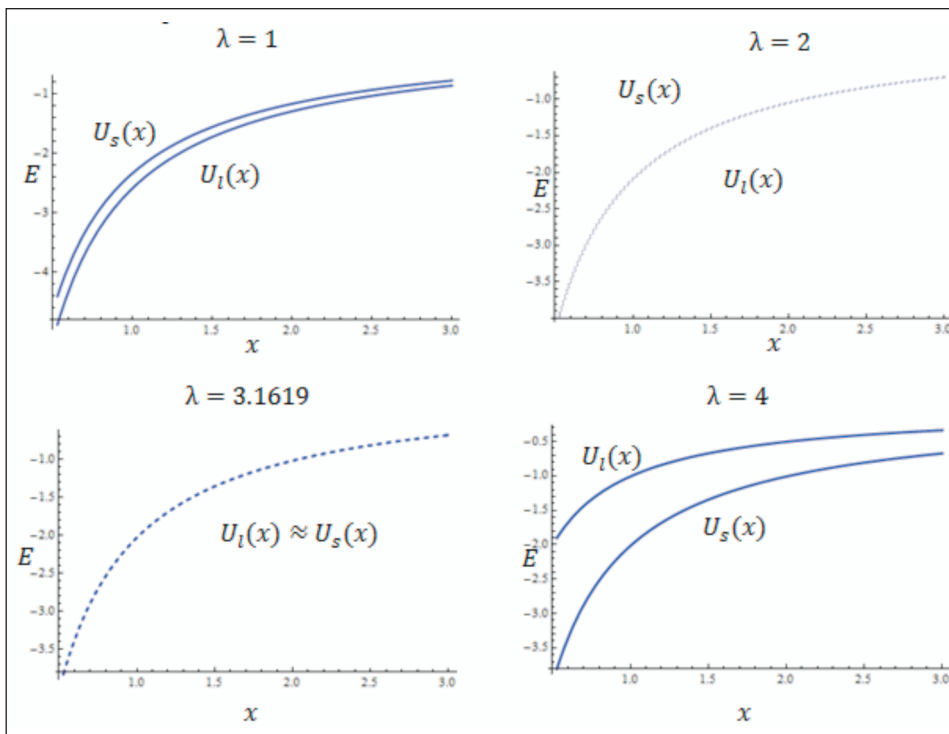 λ = 1
-1
-2
-3
-4
E
U_s(x)
U_l(x)
1.0 1.5 2.0 2.5 3.0
x
λ = 2
-1.0
-1.5
-2.0
-2.5
-3.0
-3.5
E
U_s(x)
U_l(x)
1.0 1.5 2.0 2.5 3.0
x
λ = 3.1619
-1.0
-1.5
-2.0
-2.5
-3.0
-3.5
E
U_l(x) ≈ U_s(x)
1.0 1.5 2.0 2.5 3.0
x
λ = 4
-0.5
-1.0
-1.5
-2.0
-2.5
-3.0
-3.5
E
U_l(x)
U_s(x)
1.0 1.5 2.0 2.5 3.0
x